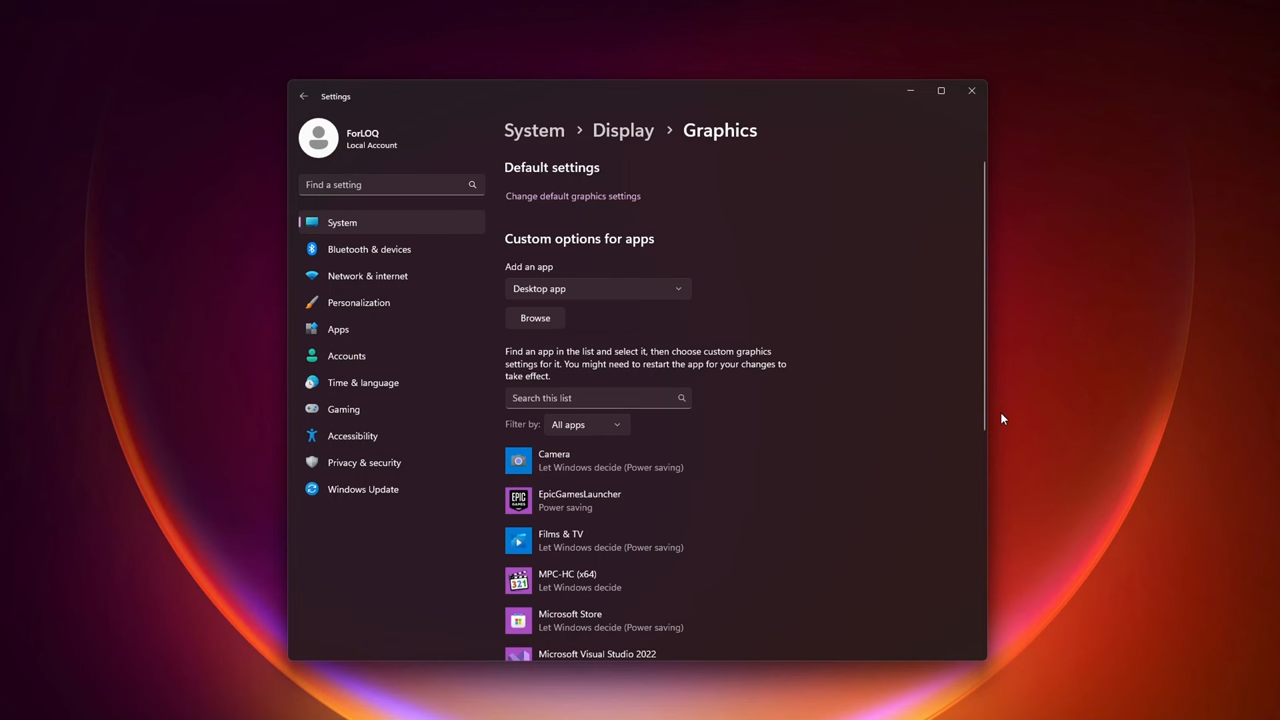 Settings
ForLOQ
Local Account
Find a setting
System
Bluetooth & devices
Network & internet
Personalization
Apps
Accounts
Time & language
Gaming
Accessibility
Privacy & security
Windows Update
System > Display > Graphics
Default settings
Change default graphics settings
Custom options for apps
Add an app
Desktop app
Browse
Find an app in the list and select it, then choose custom graphics
settings for it. You might need to restart the app for your changes to
take effect.
Search this list
Filter by: All apps
Camera
Let Windows decide (Power saving)
EPIC
GAMES
EpicGamesLauncher
Power saving
Films & TV
Let Windows decide (Power saving)
321
MPC-HC (x64)
Let Windows decide
Microsoft Store
Let Windows decide (Power saving)
Microsoft Visual Studio 2022